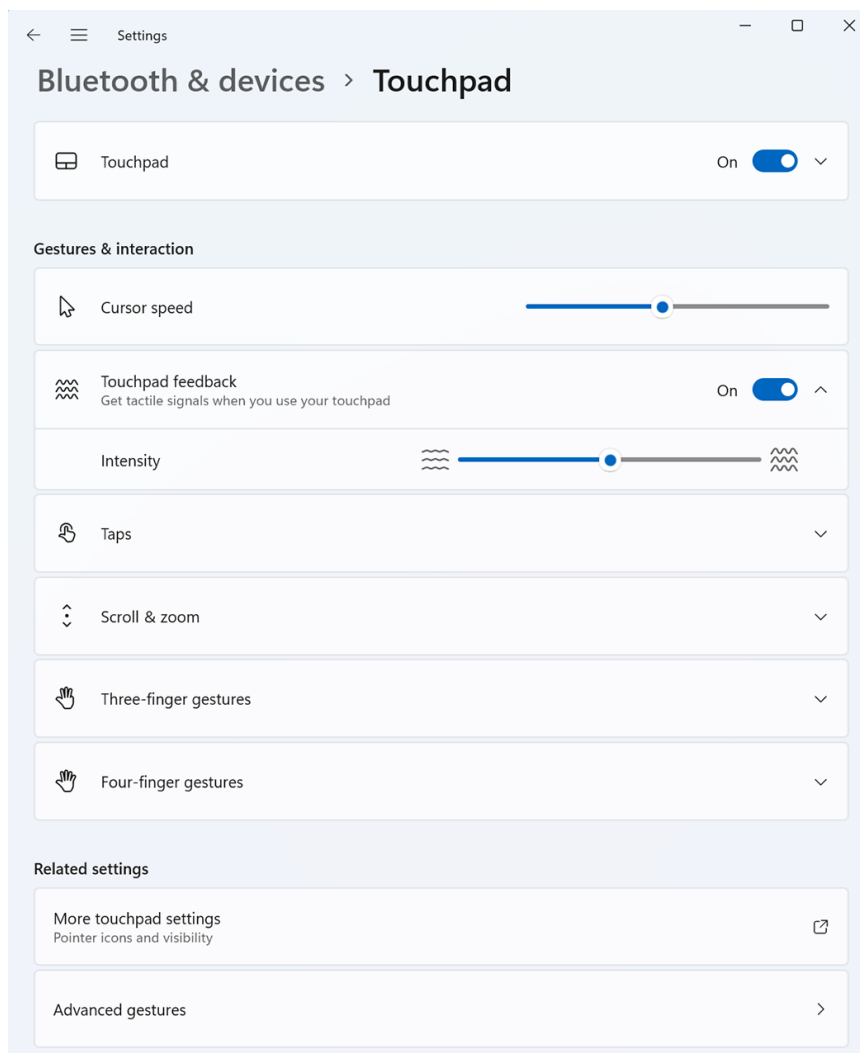 Settings
Bluetooth & devices > Touchpad
Touchpad On
Gestures & interaction
Cursor speed
Touchpad feedback
Get tactile signals when you use your touchpad
On
Intensity
Taps
Scroll & zoom
Three-finger gestures
Four-finger gestures
Related settings
More touchpad settings
Pointer icons and visibility
Advanced gestures